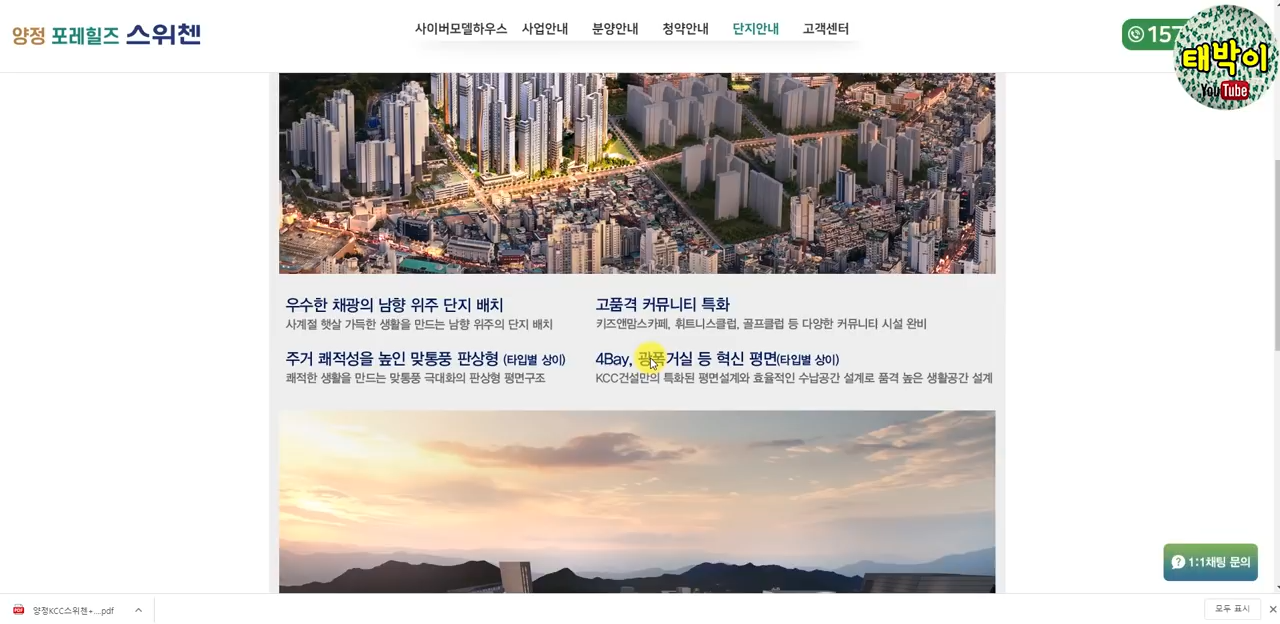 양정 포레힐즈 스위첸
사이버모델하우스 사업안내 분양안내 청약안내 단지안내 고객센터
157
태박이
YouTube
우수한 채광의 남향 위주 단지 배치
사계절 햇살 가득한 생활을 만드는 남향 위주의 단지 배치
고품격 커뮤니티 특화
키즈앤맘스카페, 휘트니스클럽, 골프클럽 등 다양한 커뮤니티 시설 완비
주거 쾌적성을 높인 맞통풍 판상형 (타입별 상이)
쾌적한 생활을 만드는 맞통풍 극대화의 판상형 평면구조
4Bay, 광폭거실 등 혁신 평면(타입별 상이)
KCC건설만의 특화된 평면설계와 효율적인 수납공간 설계로 품격 높은 생활공간 설계
1:1채팅 문의
양정KCC스위첸+....pdf
모두 표시